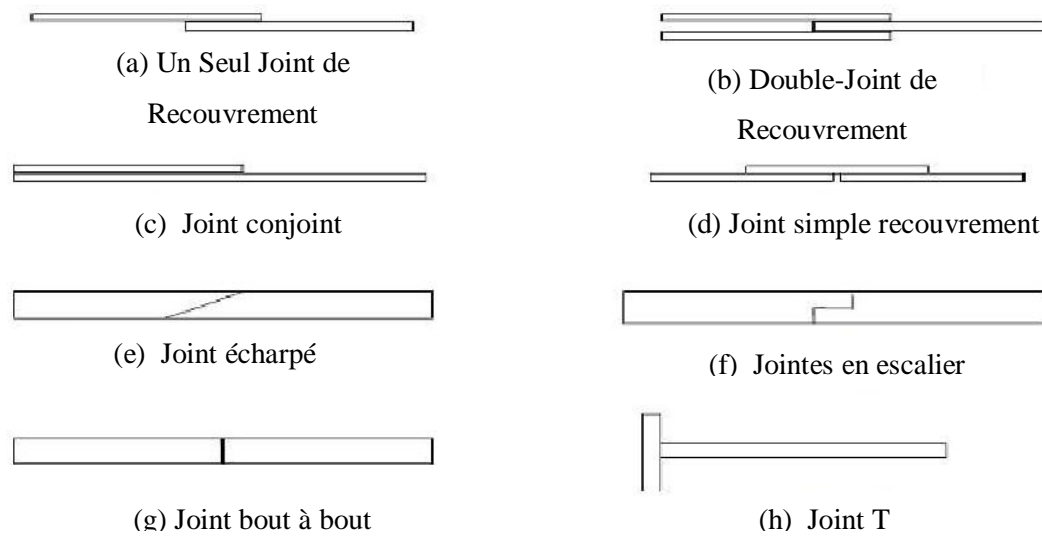 (a) Un Seul Joint de
Recouvrement
(b) Double-Joint de
Recouvrement
(c) Joint conjoint
(d) Joint simple recouvrement
(e) Joint écharpé
(f) Jointes en escalier
(g) Joint bout à bout
(h) Joint T